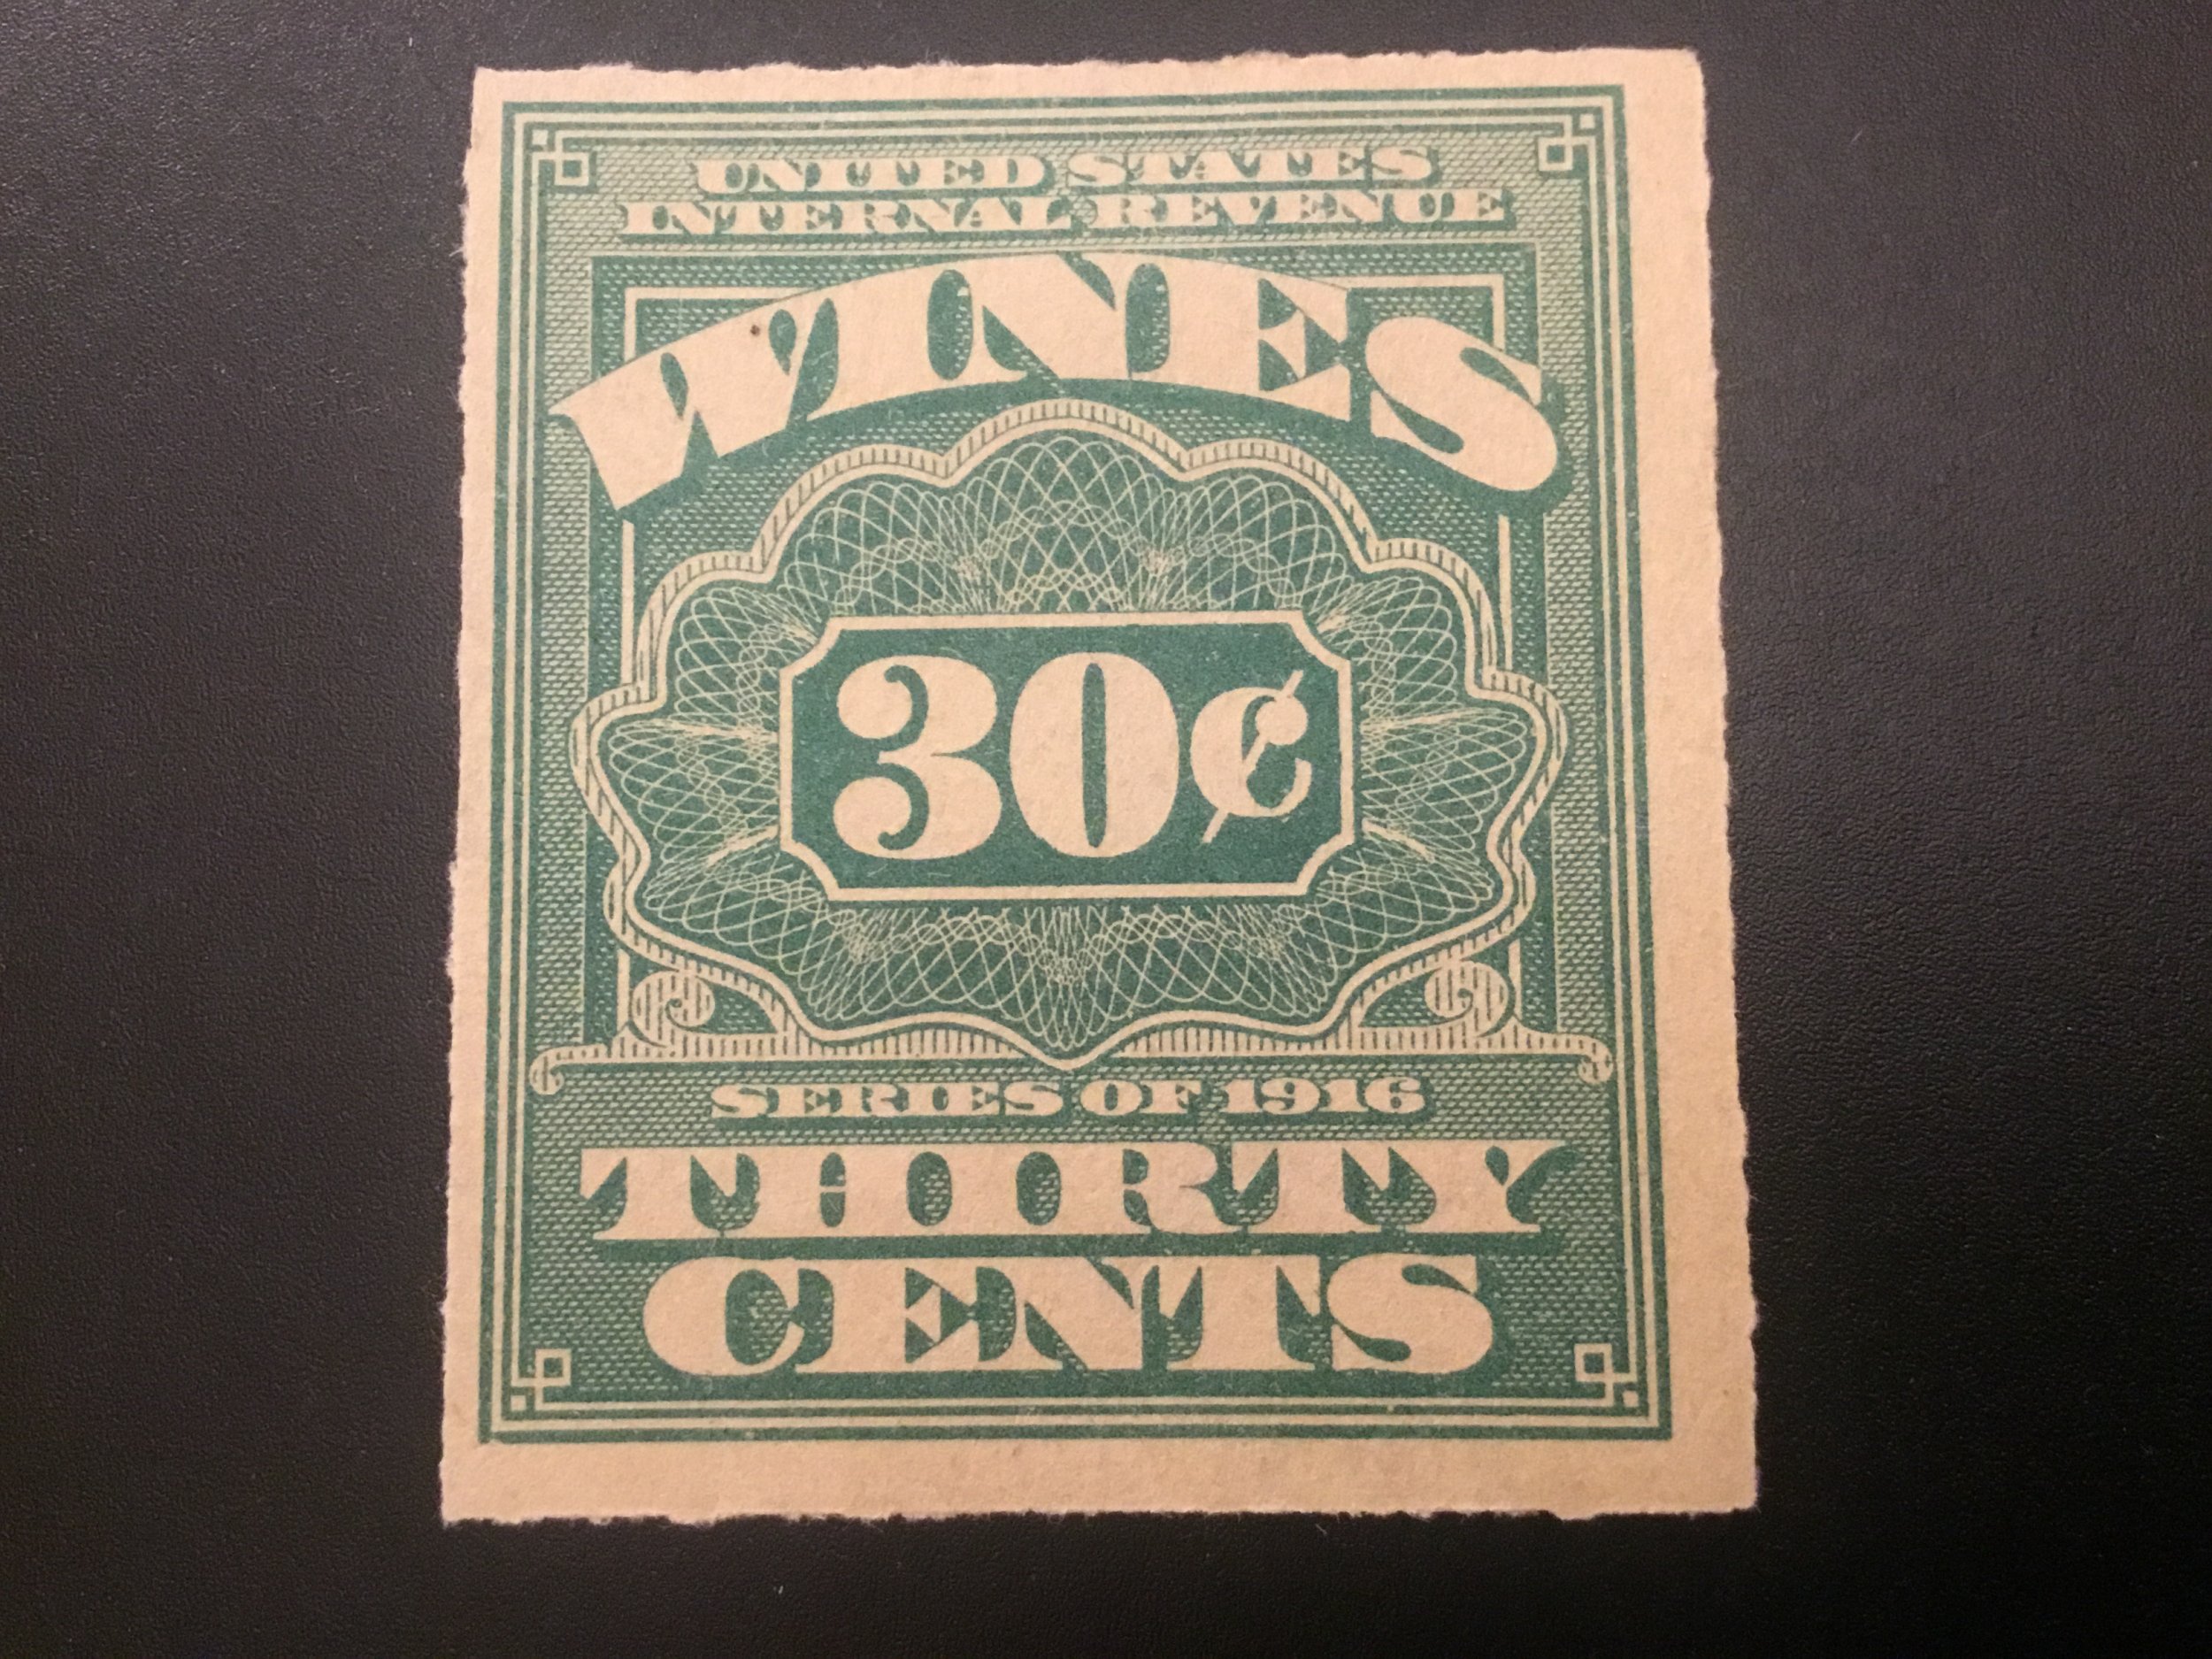 UNITED STATES
INTERNAL REVENUE
WINES
30¢
SERIES OF 1916
THIRTY
CENTS